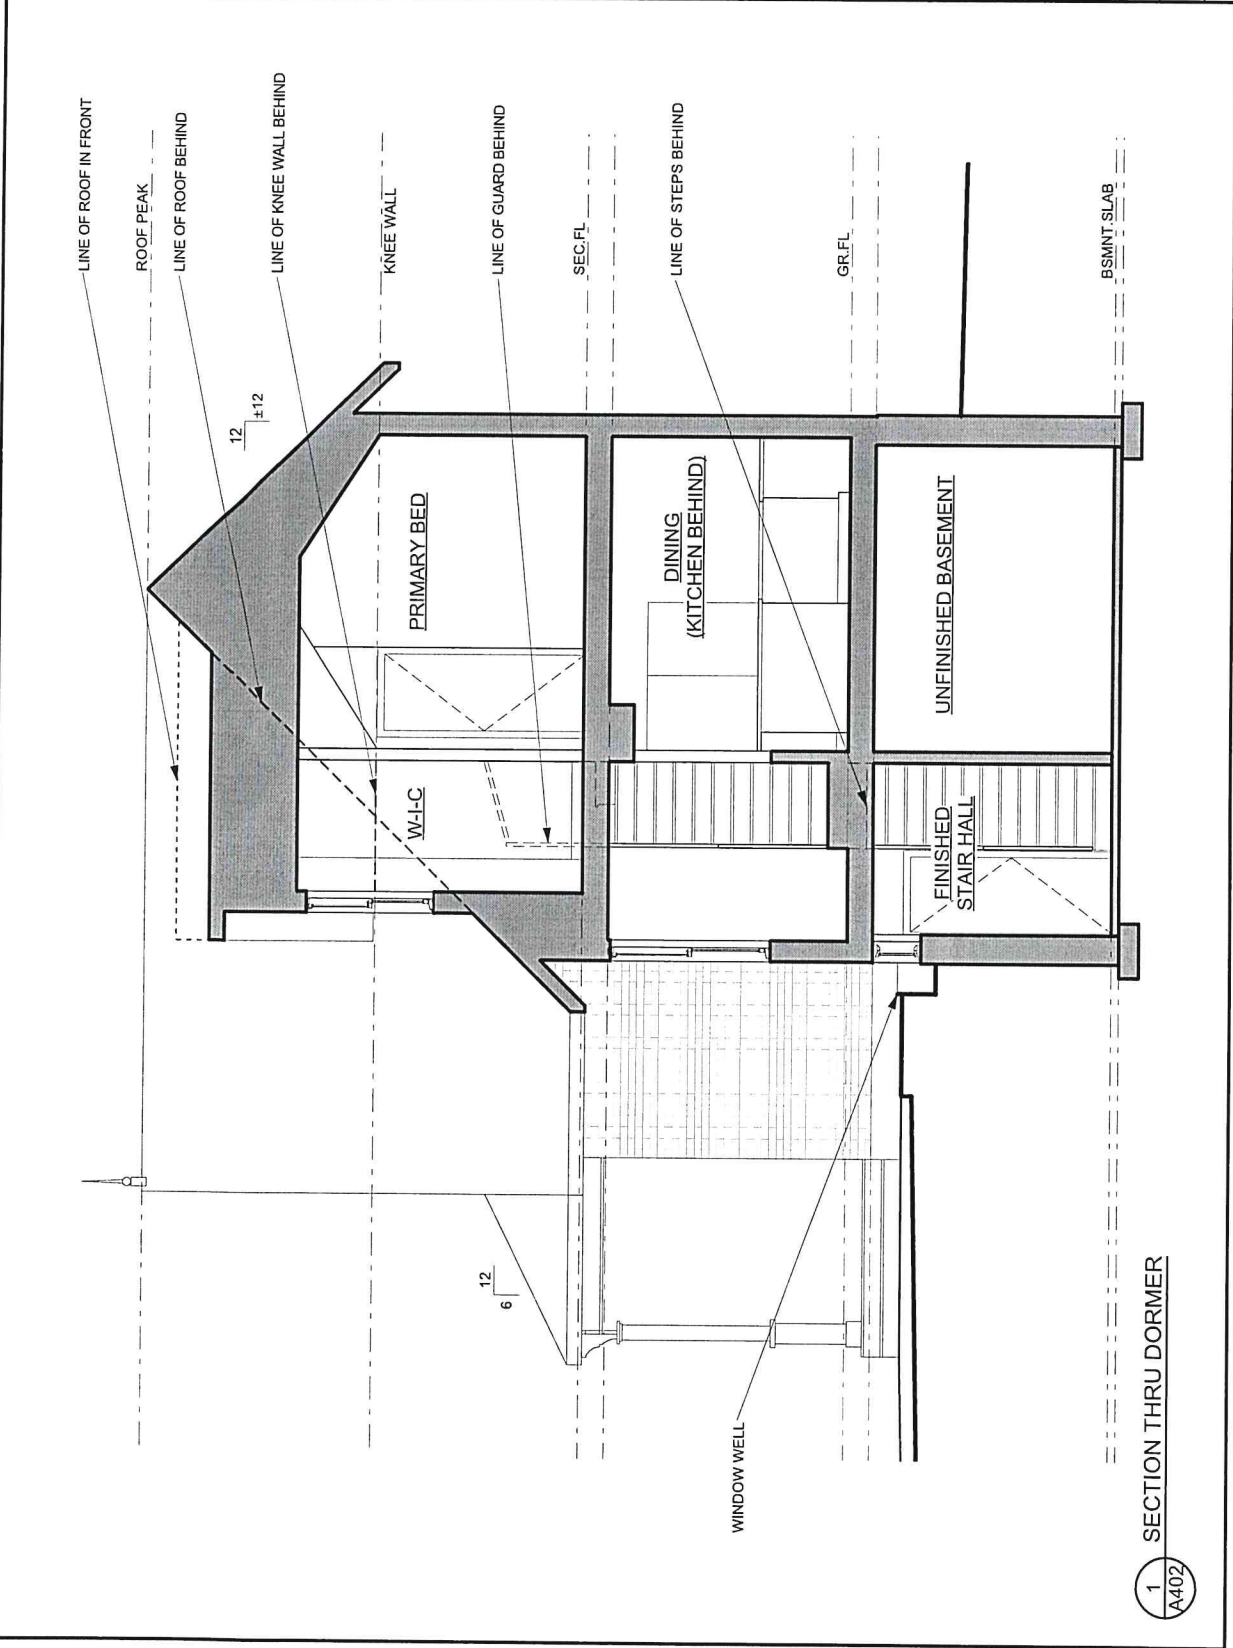 LINE OF ROOF IN FRONT
ROOF PEAK
LINE OF ROOF BEHIND
LINE OF KNEE WALL BEHIND
KNEE WALL
LINE OF GUARD BEHIND
SEC.FL
LINE OF STEPS BEHIND
GR.FL
BSMNT.SLAB
12
±12
PRIMARY BED
W-I-C
DINING
(KITCHEN BEHIND)
UNFINISHED BASEMENT
FINISHED
STAIR HALL
12
6
WINDOW WELL
1
A402
SECTION THRU DORMER